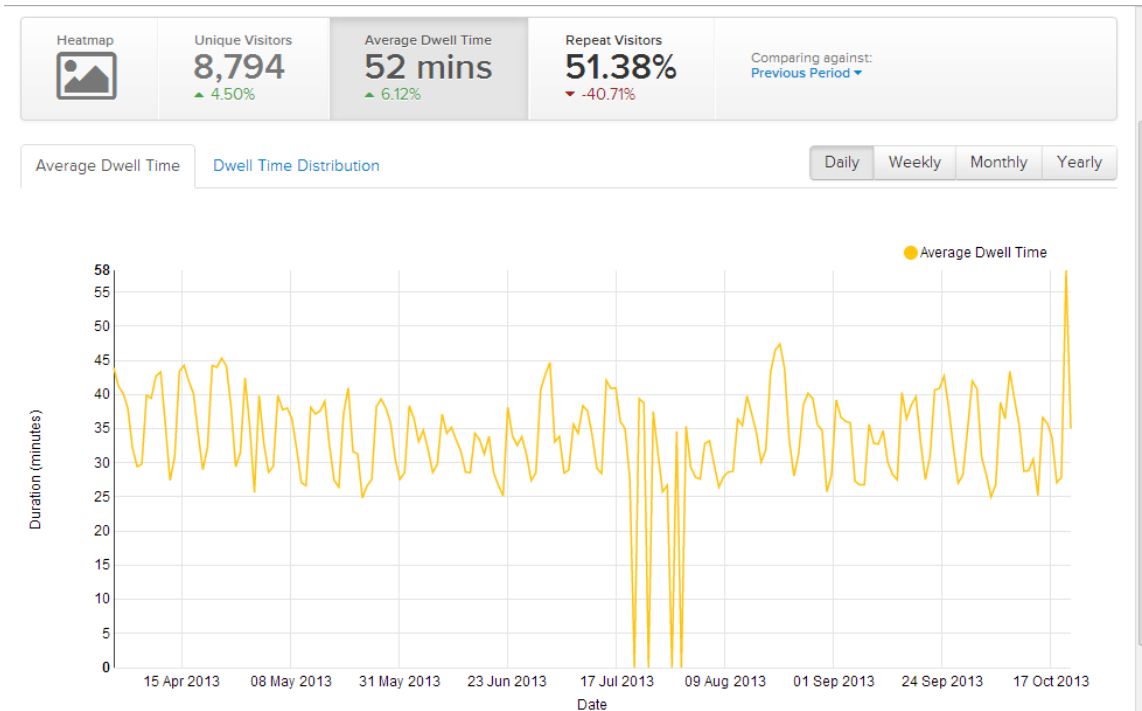 Heatmap
Unique Visitors
8,794
4.50%
Average Dwell Time
52 mins
6.12%
Repeat Visitors
51.38%
-40.71%
Comparing against:
Previous Period
Average Dwell Time
Dwell Time Distribution
Daily
Weekly
Monthly
Yearly
Average Dwell Time
Duration (minutes)
58
55
50
45
40
35
30
25
20
15
10
5
0
15 Apr 2013
08 May 2013
31 May 2013
23 Jun 2013
17 Jul 2013
09 Aug 2013
01 Sep 2013
24 Sep 2013
17 Oct 2013
Date